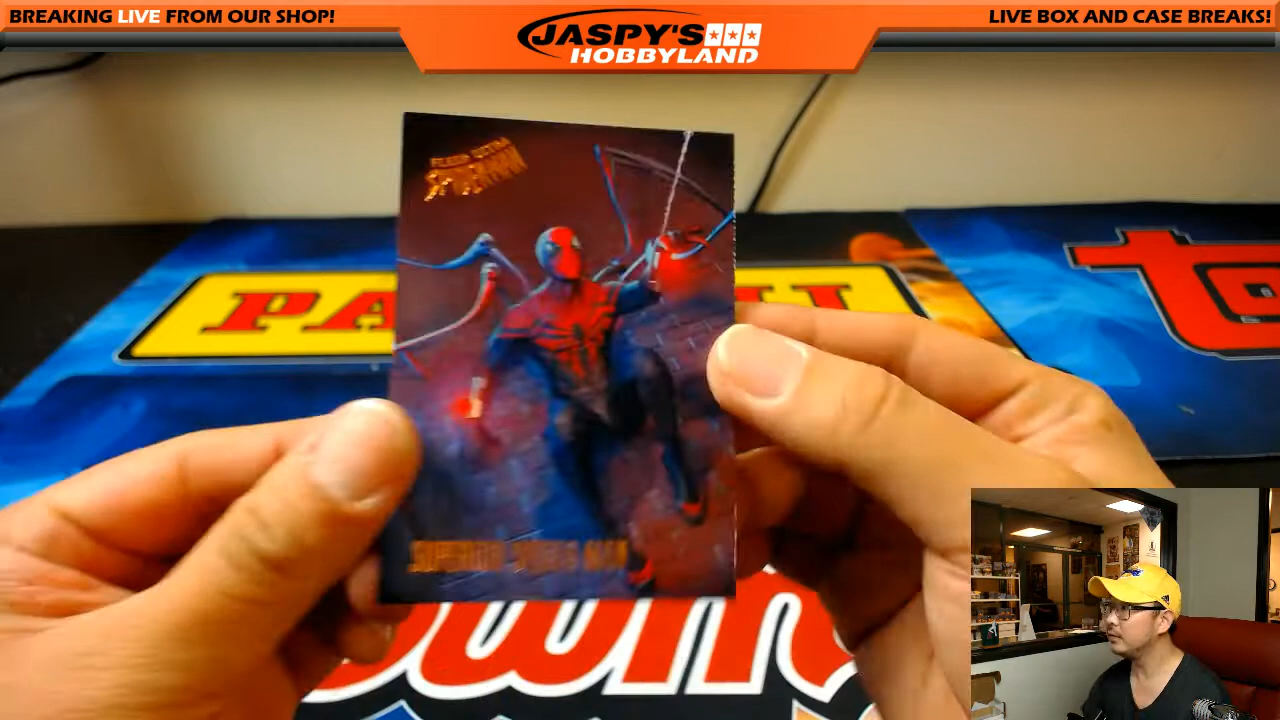 BREAKING LIVE FROM OUR SHOP!
JASPY'S
HOBBYLAND
LIVE BOX AND CASE BREAKS!
FLEER ULTRA
SPIDER-MAN
SUPERIOR SPIDER-MAN